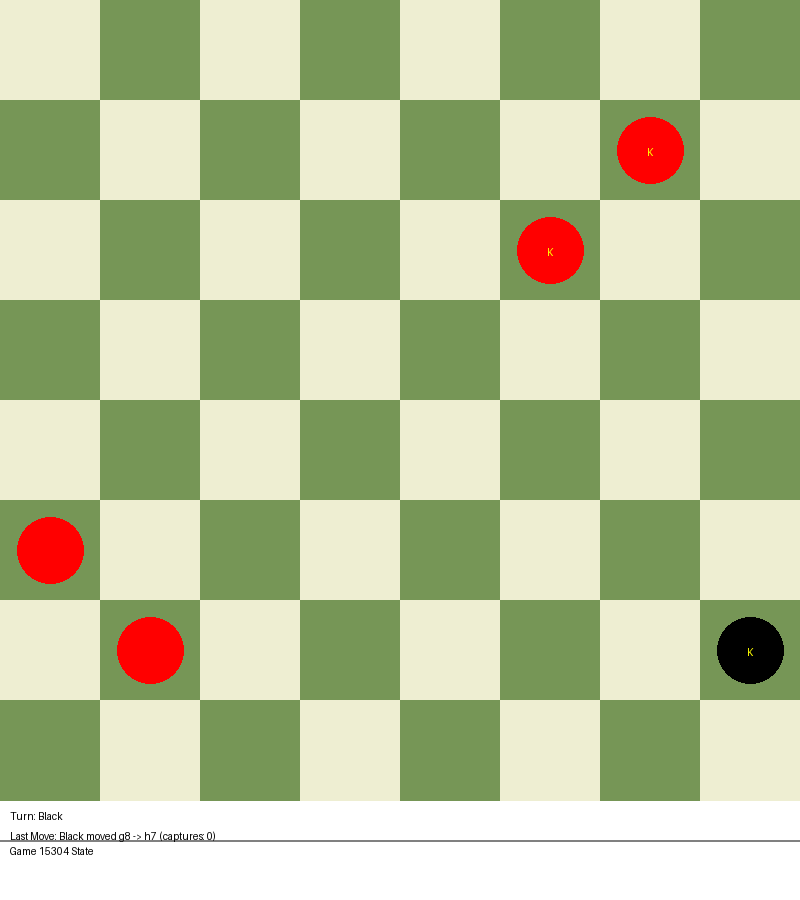 K
K
K
Turn: Black
Last Move: Black moved g8 -> h7 (captures: 0)
Game 15304 State